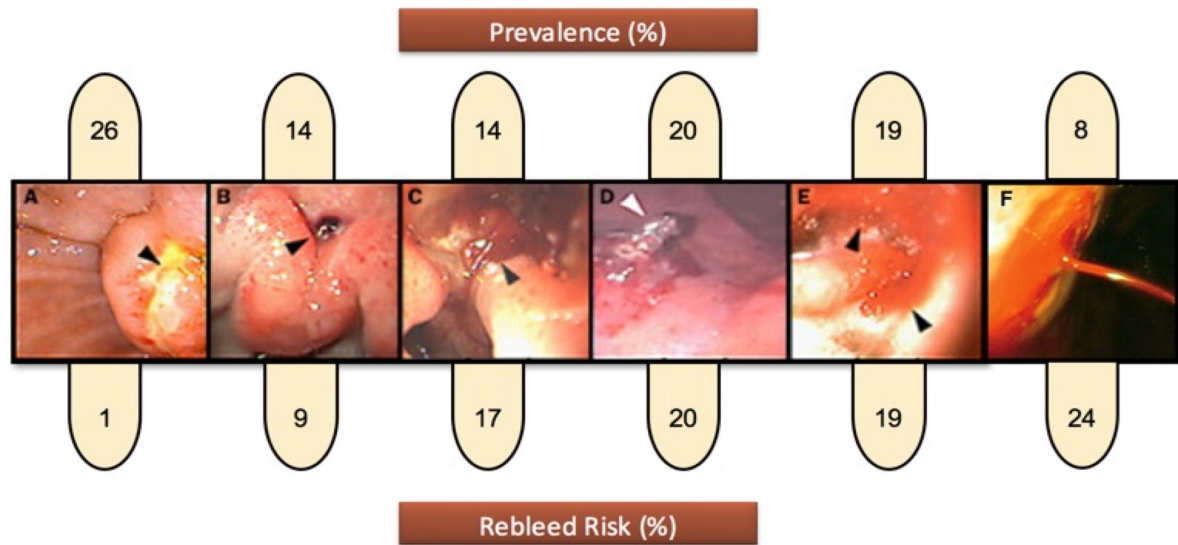 Prevalence (%)
26 14 14 20 19 8
A B C D E F
1 9 17 20 19 24
Rebleed Risk (%)